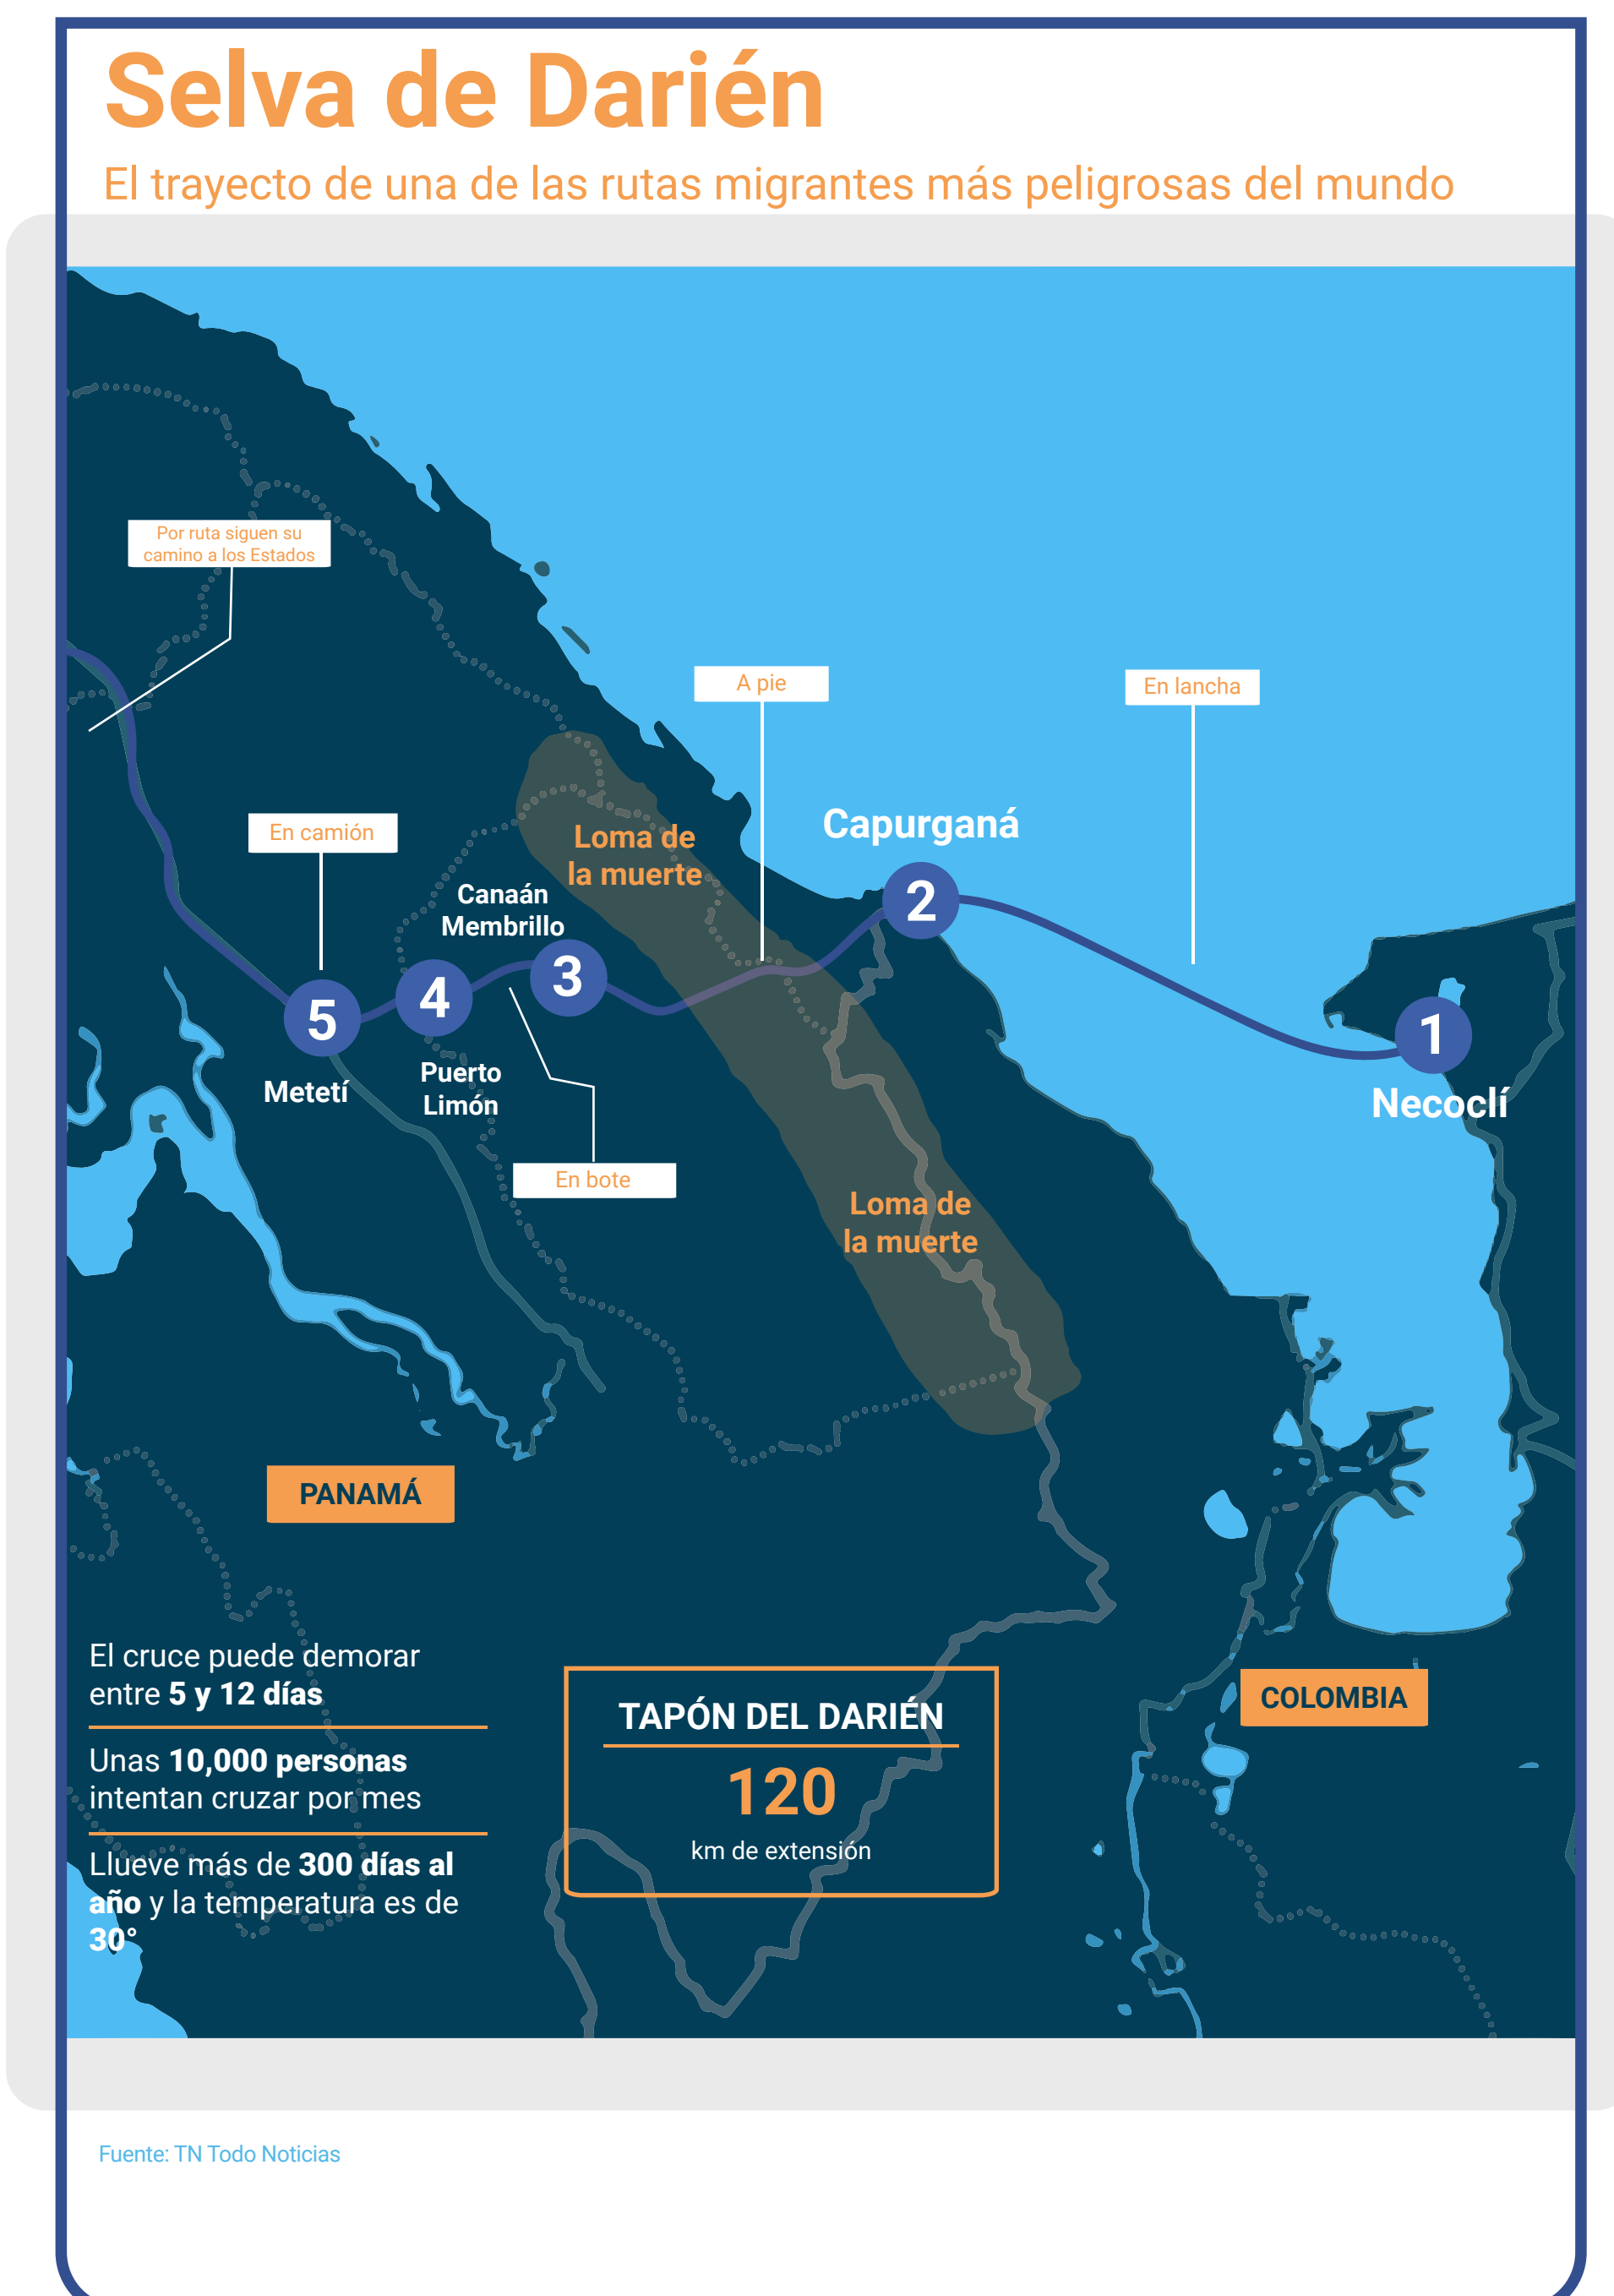 Selva de Darién
El trayecto de una de las rutas migrantes más peligrosas del mundo
Por ruta siguen su
camino a los Estados
A pie
En lancha
En camión
Capurganá
Loma de
la muerte
Canaán
Membrillo
2
3
4
5
1
Metetí
Puerto
Limón
Necoclí
En bote
Loma de
la muerte
PANAMÁ
El cruce puede demorar
entre 5 y 12 días
Unas 10,000 personas
intentan cruzar por mes
Llueve más de 300 días al
año y la temperatura es de
30°
TAPÓN DEL DARIÉN
120
km de extensión
COLOMBIA
Fuente: TN Todo Noticias